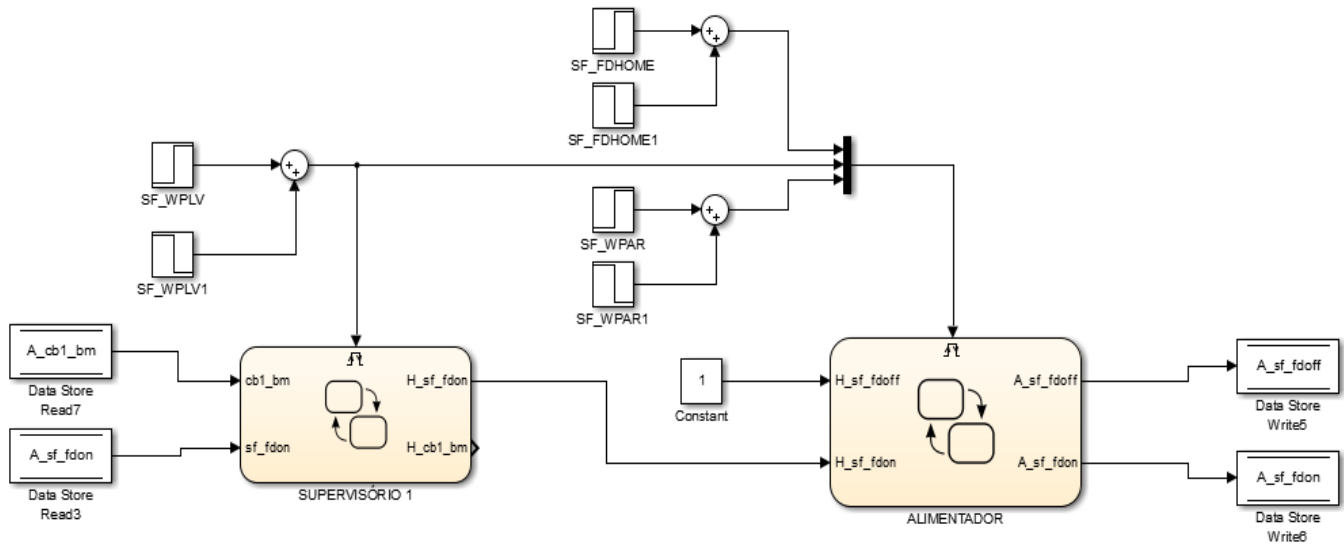 SF_FDHOME
SF_FDHOME1
SF_WPLV
SF_WPLV1
SF_WPAR
SF_WPAR1
A_cb1_bm
Data Store
Read7
A_sf_fdon
Data Store
Read3
cb1_bm
sf_fdon
H_sf_fdon
H_cb1_bm
SUPERVISÓRIO 1
1
Constant
H_sf_fdoff
H_sf_fdon
A_sf_fdoff
A_sf_fdon
ALIMENTADOR
A_sf_fdoff
Data Store
Write5
A_sf_fdon
Data Store
Write6